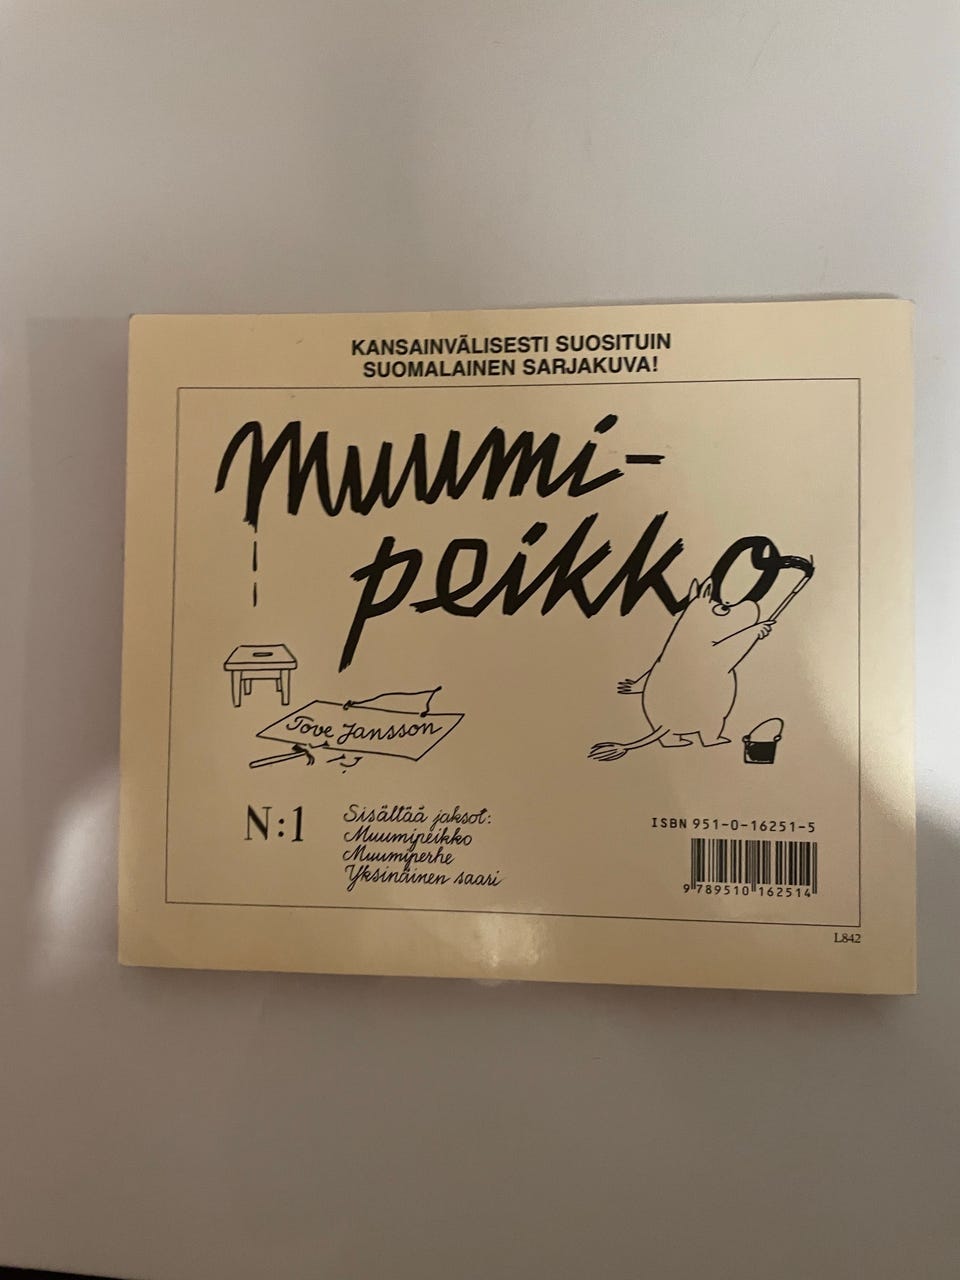 KANSAINVÄLISESTI SUOSITUIN
SUOMALAINEN SARJAKUVA!
Muumi-
peikko
Tove Jansson
N:1
Sisältää jaksot:
Muumipeikko
Muumiperhe
Yksinäinen saari
ISBN 951-0-16251-5
9 789510 162514
L842